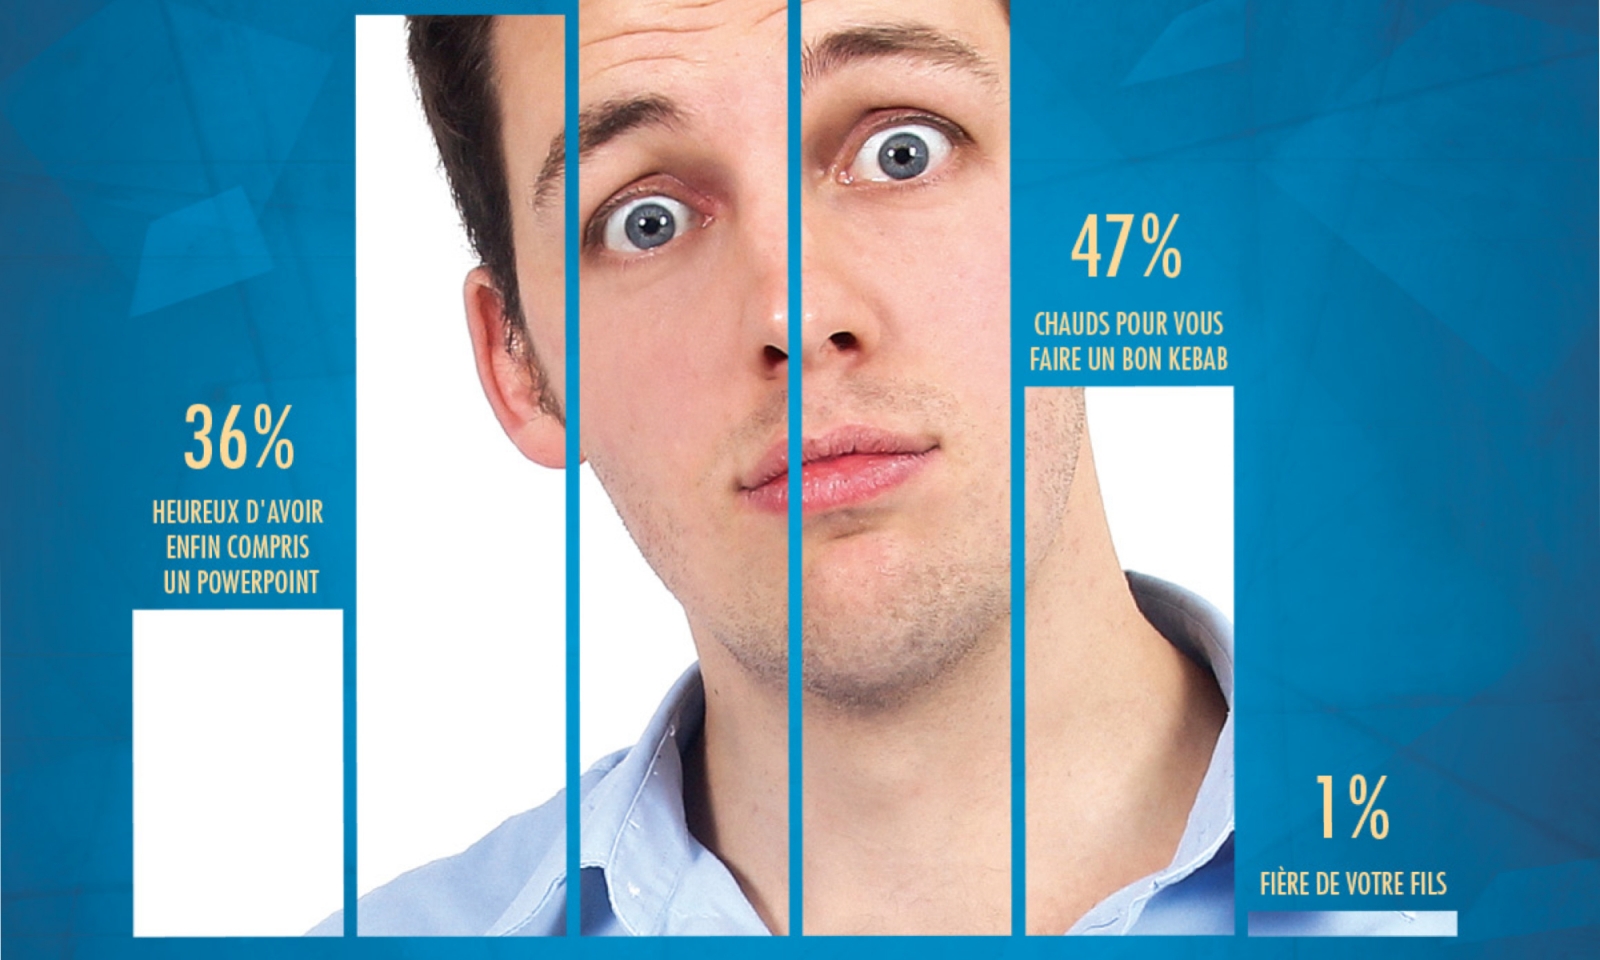 36%
HEUREUX D'AVOIR
ENFIN COMPRIS
UN POWERPOINT
47%
CHAUDS POUR VOUS
FAIRE UN BON KEBAB
1%
FIÈRE DE VOTRE FILS